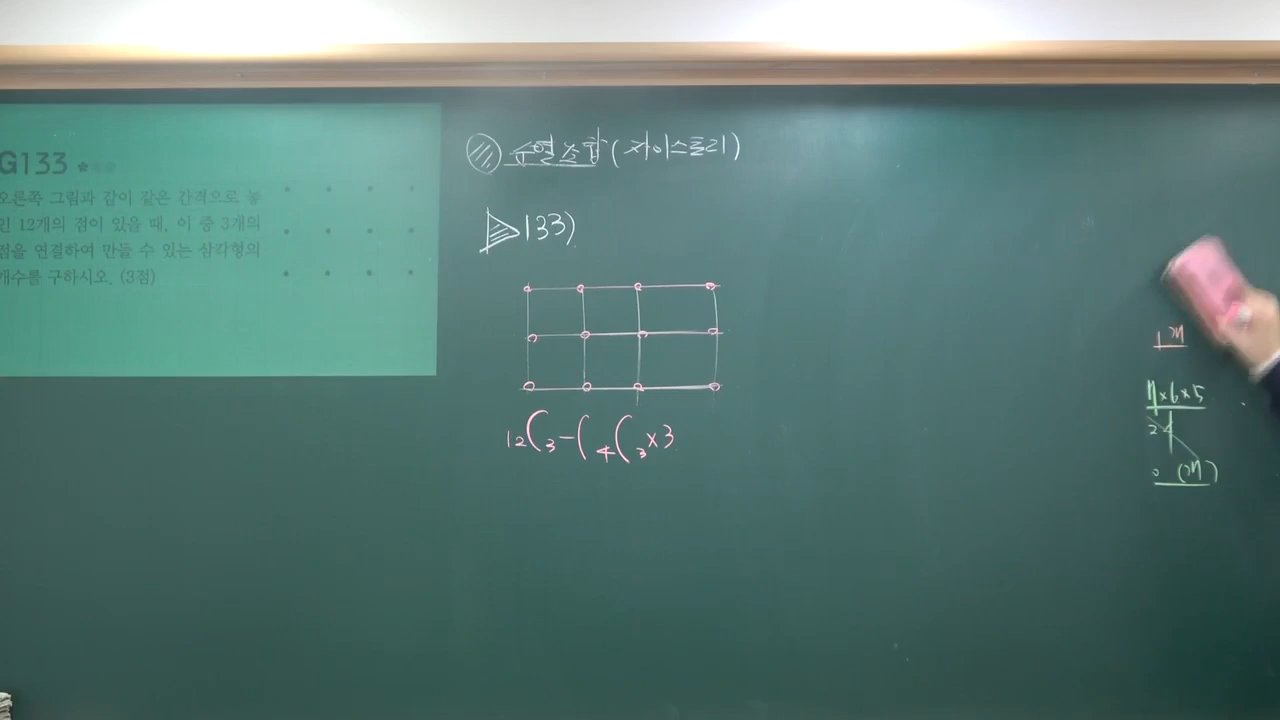 G133 ★★★
오른쪽 그림과 같이 같은 간격으로 놓
인 12개의 점이 있을 때, 이 중 3개의
점을 연결하여 만들 수 있는 삼각형의
개수를 구하시오. (3점)
순열조합(자이스토리)
133)
12C3-(4C3×3
7×6×5